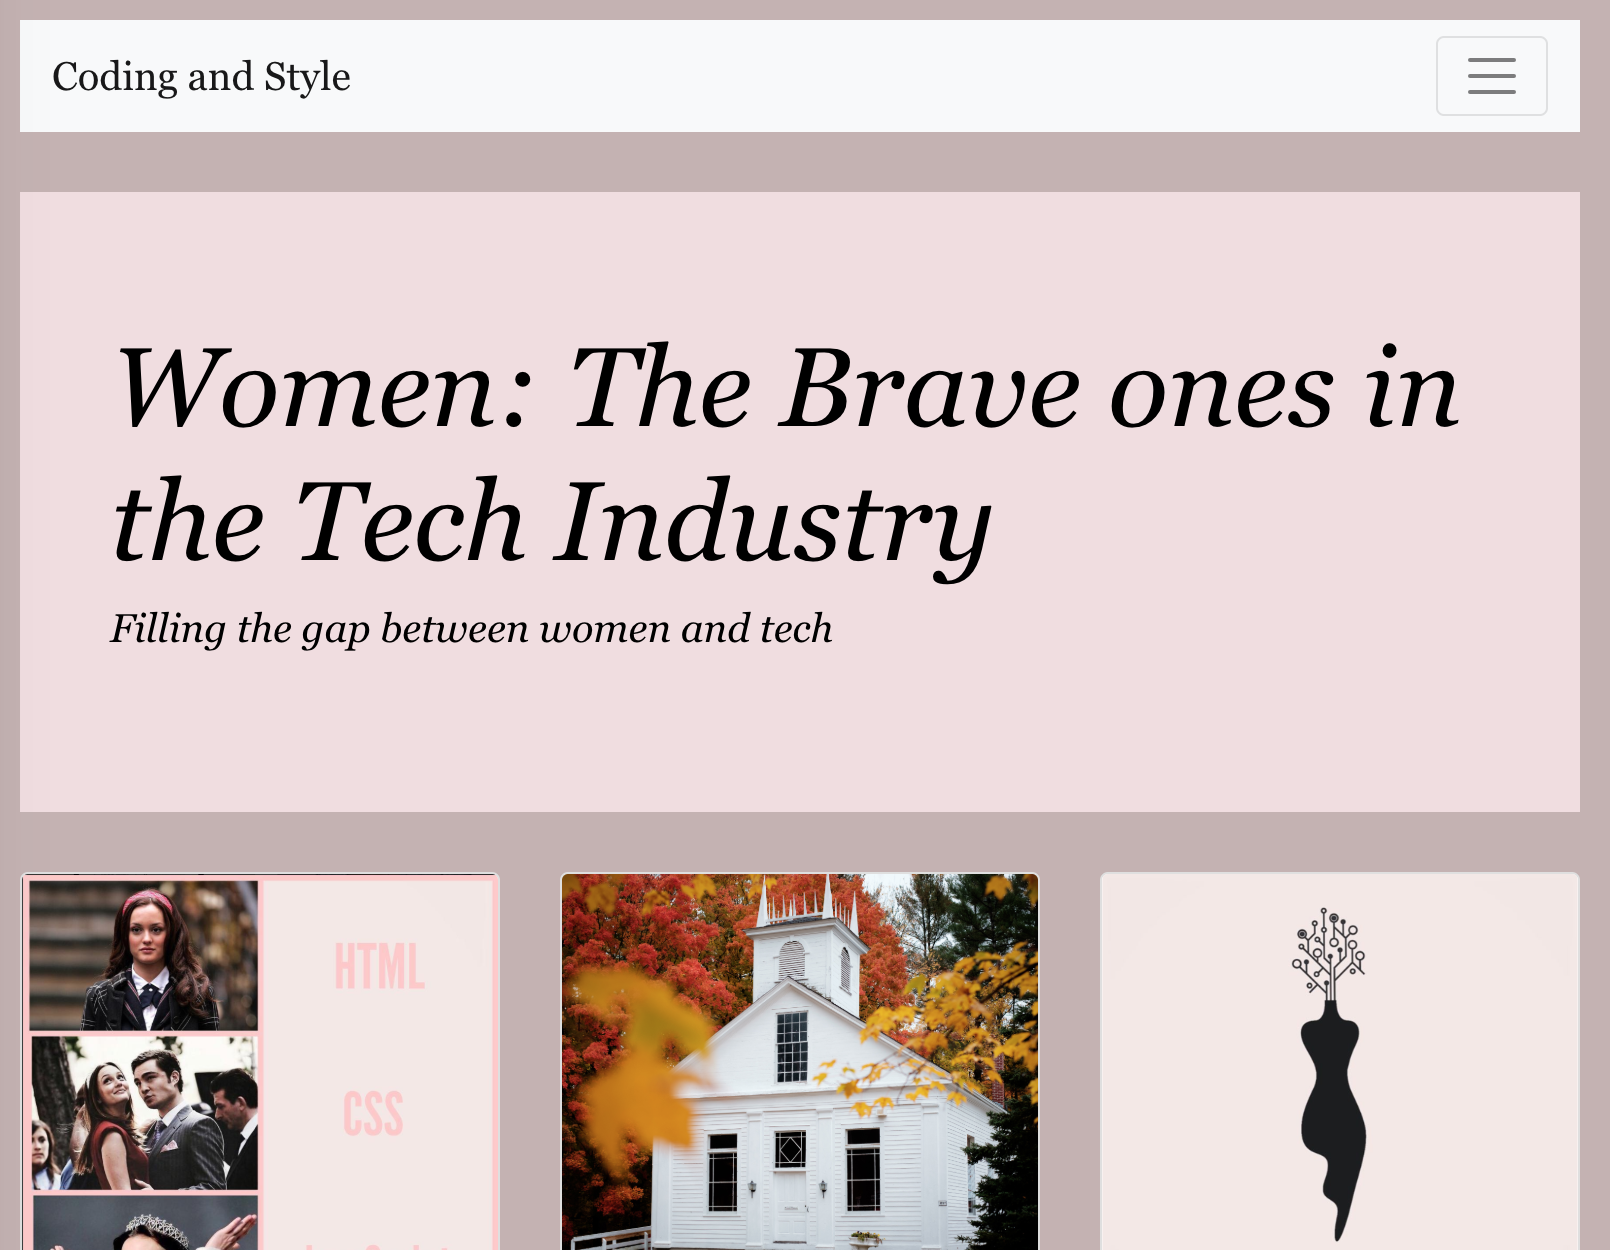 Coding and Style
Women: The Brave ones in
the Tech Industry
Filling the gap between women and tech
HTML
CSS